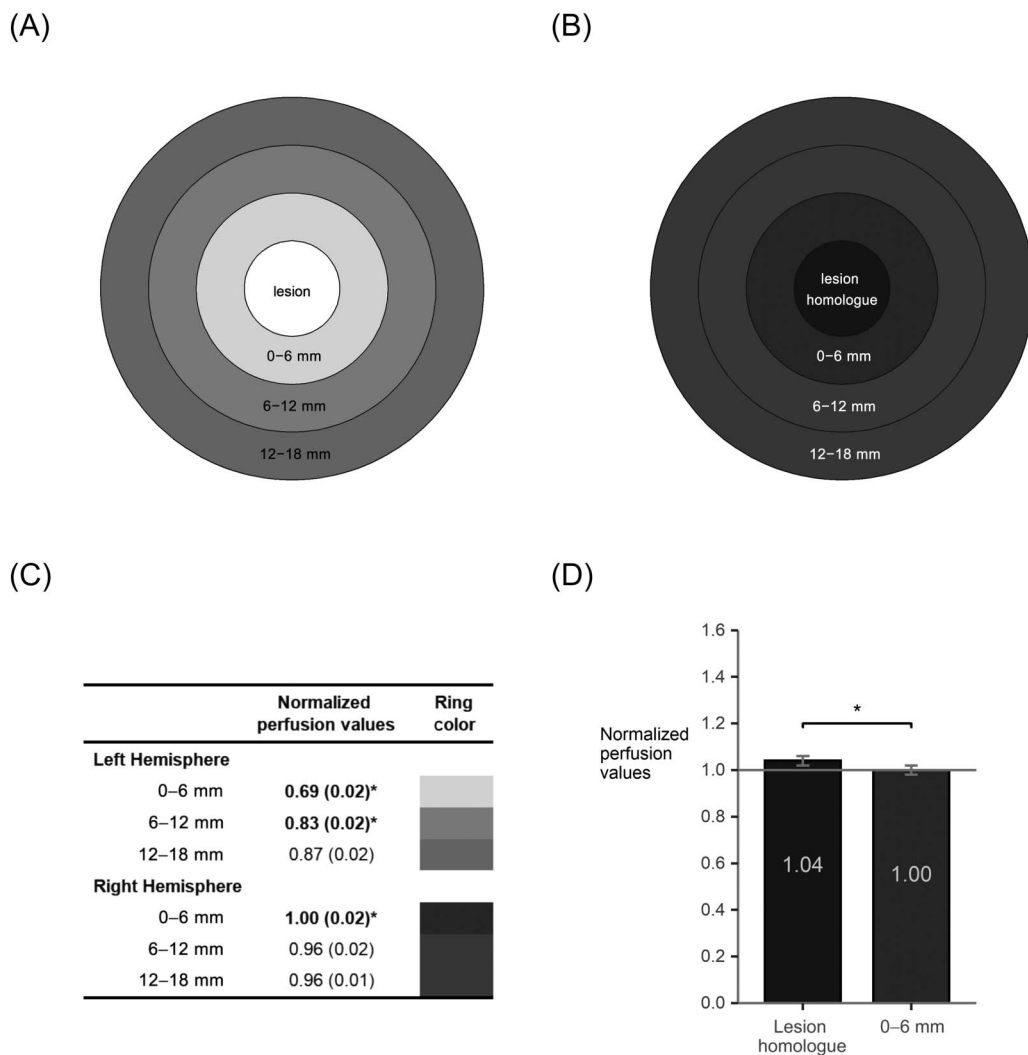 (A)
lesion
0–6 mm
6–12 mm
12–18 mm
(B)
lesion
homologue
0–6 mm
6–12 mm
12–18 mm
(C)
Normalized perfusion values
Ring color
Left Hemisphere
0–6 mm 0.69 (0.02)*
6–12 mm 0.83 (0.02)*
12–18 mm 0.87 (0.02)
Right Hemisphere
0–6 mm 1.00 (0.02)*
6–12 mm 0.96 (0.02)
12–18 mm 0.96 (0.01)
(D)
Normalized
perfusion
values
1.6
1.4
1.2
1.0
0.8
0.6
0.4
0.2
0.0
*
1.04
1.00
Lesion
homologue
0–6 mm